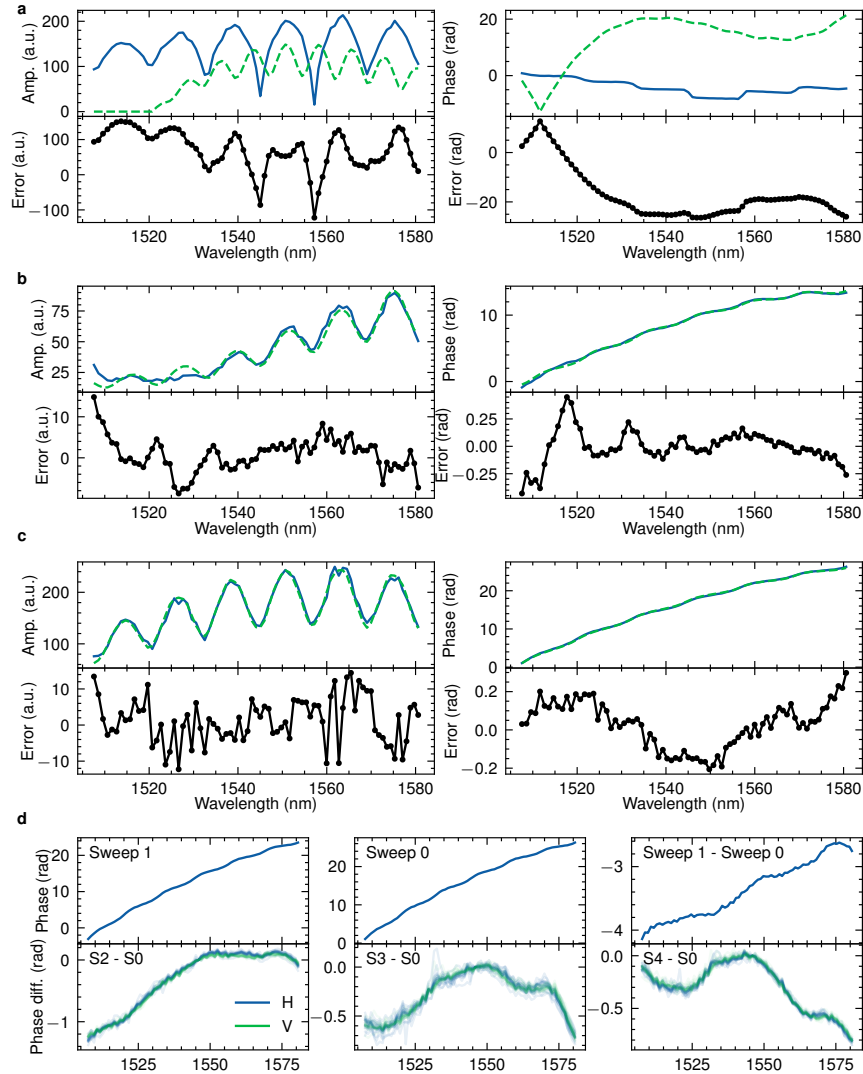 a
200
100
0
Amp. (a.u.)
20
0
Phase (rad)
100
0
−100
Error (a.u.)
0
−20
Error (rad)
1520 1540 1560 1580
Wavelength (nm)
1520 1540 1560 1580
Wavelength (nm)
b
75
50
25
Amp. (a.u.)
10
0
Phase (rad)
10
0
Error (a.u.)
0.25
0.00
−0.25
Error (rad)
1520 1540 1560 1580
Wavelength (nm)
1520 1540 1560 1580
Wavelength (nm)
c
200
100
Amp. (a.u.)
20
10
0
Phase (rad)
10
0
−10
Error (a.u.)
0.2
0.0
−0.2
Error (rad)
1520 1540 1560 1580
Wavelength (nm)
1520 1540 1560 1580
Wavelength (nm)
d
20
10
0
Phase (rad)
Sweep 1
20
10
0
Sweep 0
−3
−4
Sweep 1 - Sweep 0
0
−1
Phase diff. (rad)
S2 - S0
H
V
0.0
−0.5
S3 - S0
0.0
−0.5
S4 - S0
1525 1550 1575
1525 1550 1575
1525 1550 1575